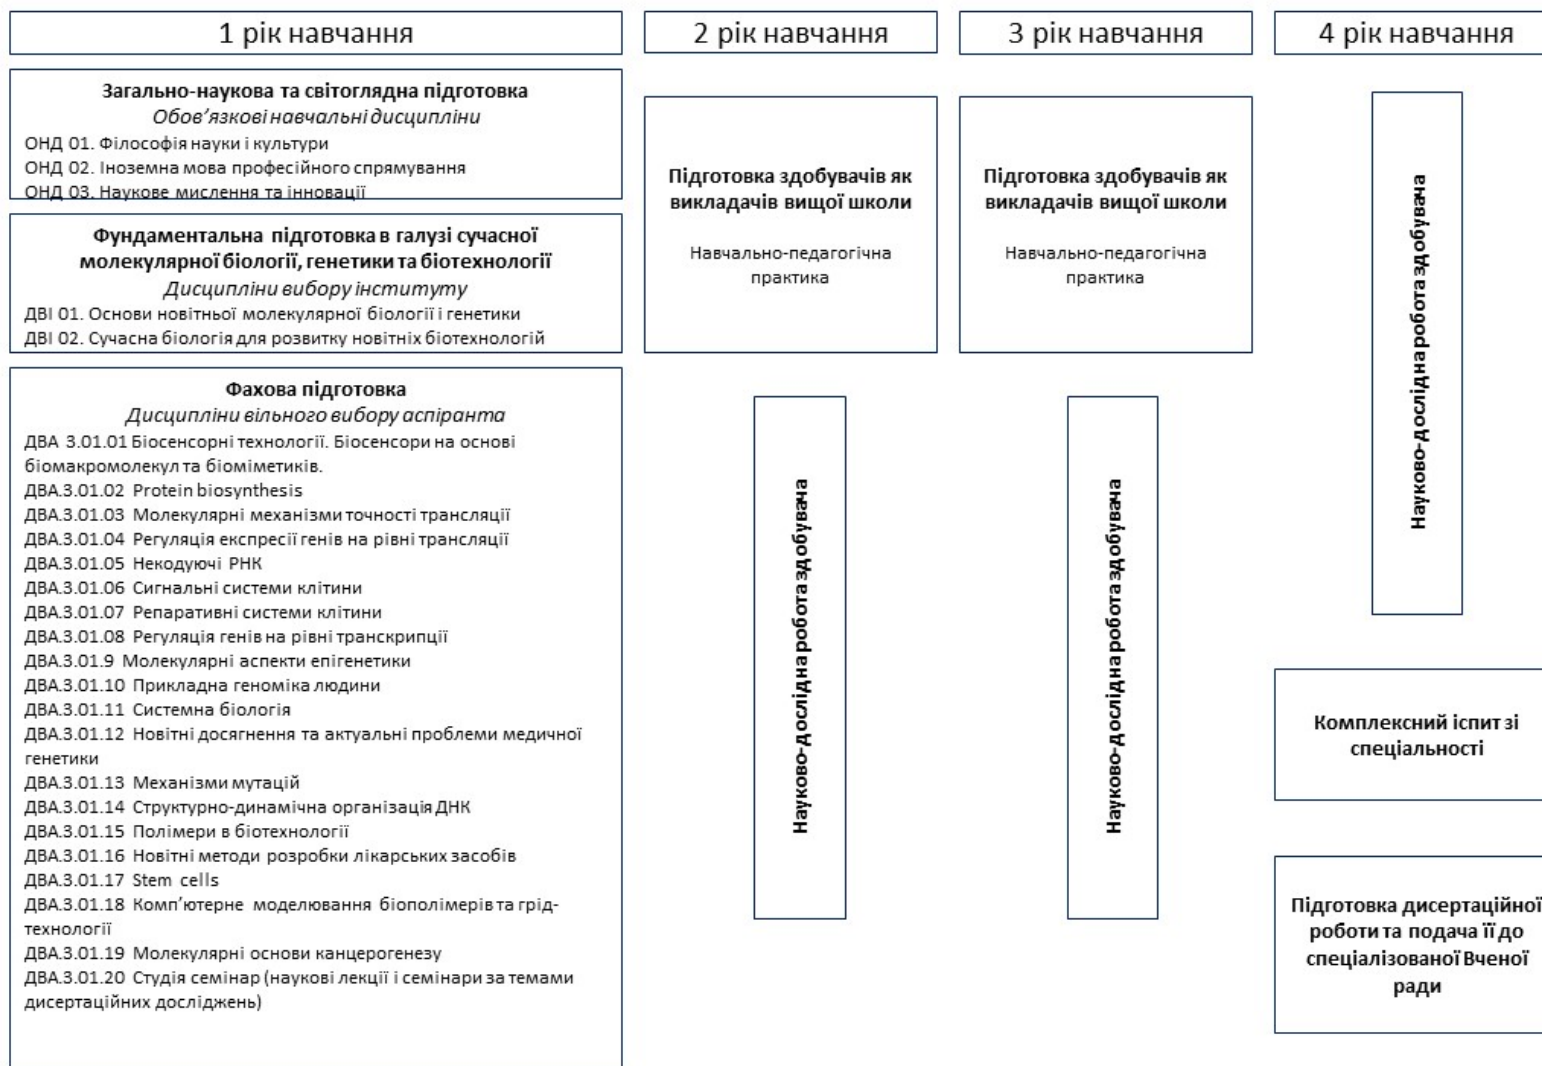 1 рік навчання
Загально-наукова та світоглядна підготовка
Обов’язкові навчальні дисципліни
ОНД 01. Філософія науки і культури
ОНД 02. Іноземна мова професійного спрямування
ОНД 03. Наукове мислення та інновації
Фундаментальна підготовка в галузі сучасної
молекулярної біології, генетики та біотехнології
Дисципліни вибору інституту
ДВІ 01. Основи новітньої молекулярної біології і генетики
ДВІ 02. Сучасна біологія для розвитку новітніх біотехнологій
Фахова підготовка
Дисципліни вільного вибору аспіранта
ДВА 3.01.01 Біосенсорні технології. Біосенсори на основі
біомакромолекул та біоміметиків.
ДВА.3.01.02 Protein biosynthesis
ДВА.3.01.03 Молекулярні механізми точності трансляції
ДВА.3.01.04 Регуляція експресії генів на рівні трансляції
ДВА.3.01.05 Некодуючі РНК
ДВА.3.01.06 Сигнальні системи клітини
ДВА.3.01.07 Репаративні системи клітини
ДВА.3.01.08 Регуляція генів на рівні транскрипції
ДВА.3.01.9 Молекулярні аспекти епігенетики
ДВА.3.01.10 Прикладна геноміка людини
ДВА.3.01.11 Системна біологія
ДВА.3.01.12 Новітні досягнення та актуальні проблеми медичної
генетики
ДВА.3.01.13 Механізми мутацій
ДВА.3.01.14 Структурно-динамічна організація ДНК
ДВА.3.01.15 Полімери в біотехнології
ДВА.3.01.16 Новітні методи розробки лікарських засобів
ДВА.3.01.17 Stem cells
ДВА.3.01.18 Комп’ютерне моделювання біополімерів та грід-
технології
ДВА.3.01.19 Молекулярні основи канцерогенезу
ДВА.3.01.20 Студія семінар (наукові лекції і семінари за темами
дисертаційних досліджень)
2 рік навчання
Підготовка здобувачів як
викладачів вищої школи
Навчально-педагогічна
практика
Науково-дослідна робота здобувача
3 рік навчання
Підготовка здобувачів як
викладачів вищої школи
Навчально-педагогічна
практика
Науково-дослідна робота здобувача
4 рік навчання
Науково-дослідна робота здобувача
Комплексний іспит зі
спеціальності
Підготовка дисертаційної
роботи та подача її до
спеціалізованої Вченої
ради